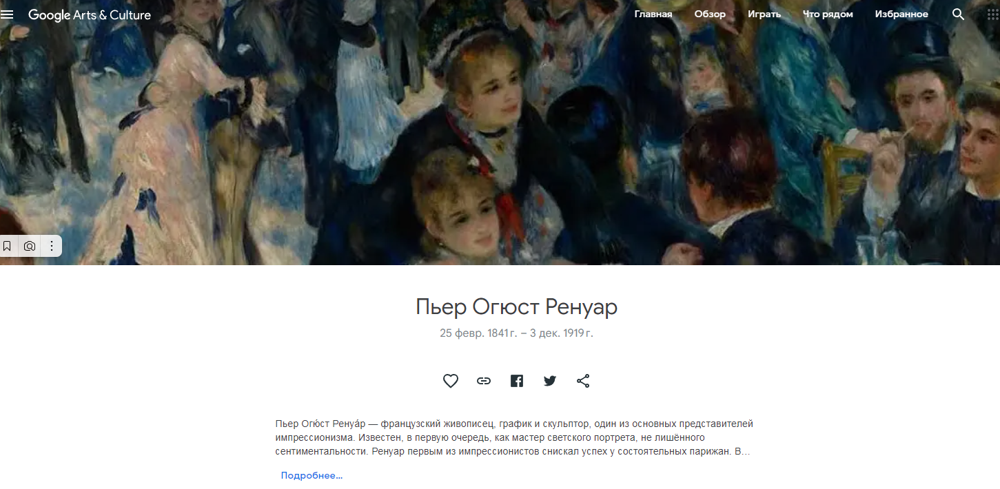 Google Arts & Culture
Главная Обзор Играть Что рядом Избранное
Пьер Огюст Ренуар
25 февр. 1841 г. – 3 дек. 1919 г.
Пьер Огю́ст Ренуа́р — французский живописец, график и скульптор, один из основных представителей
импрессионизма. Известен, в первую очередь, как мастер светского портрета, не лишённого
сентиментальности. Ренуар первым из импрессионистов снискал успех у состоятельных парижан. В…
Подробнее…